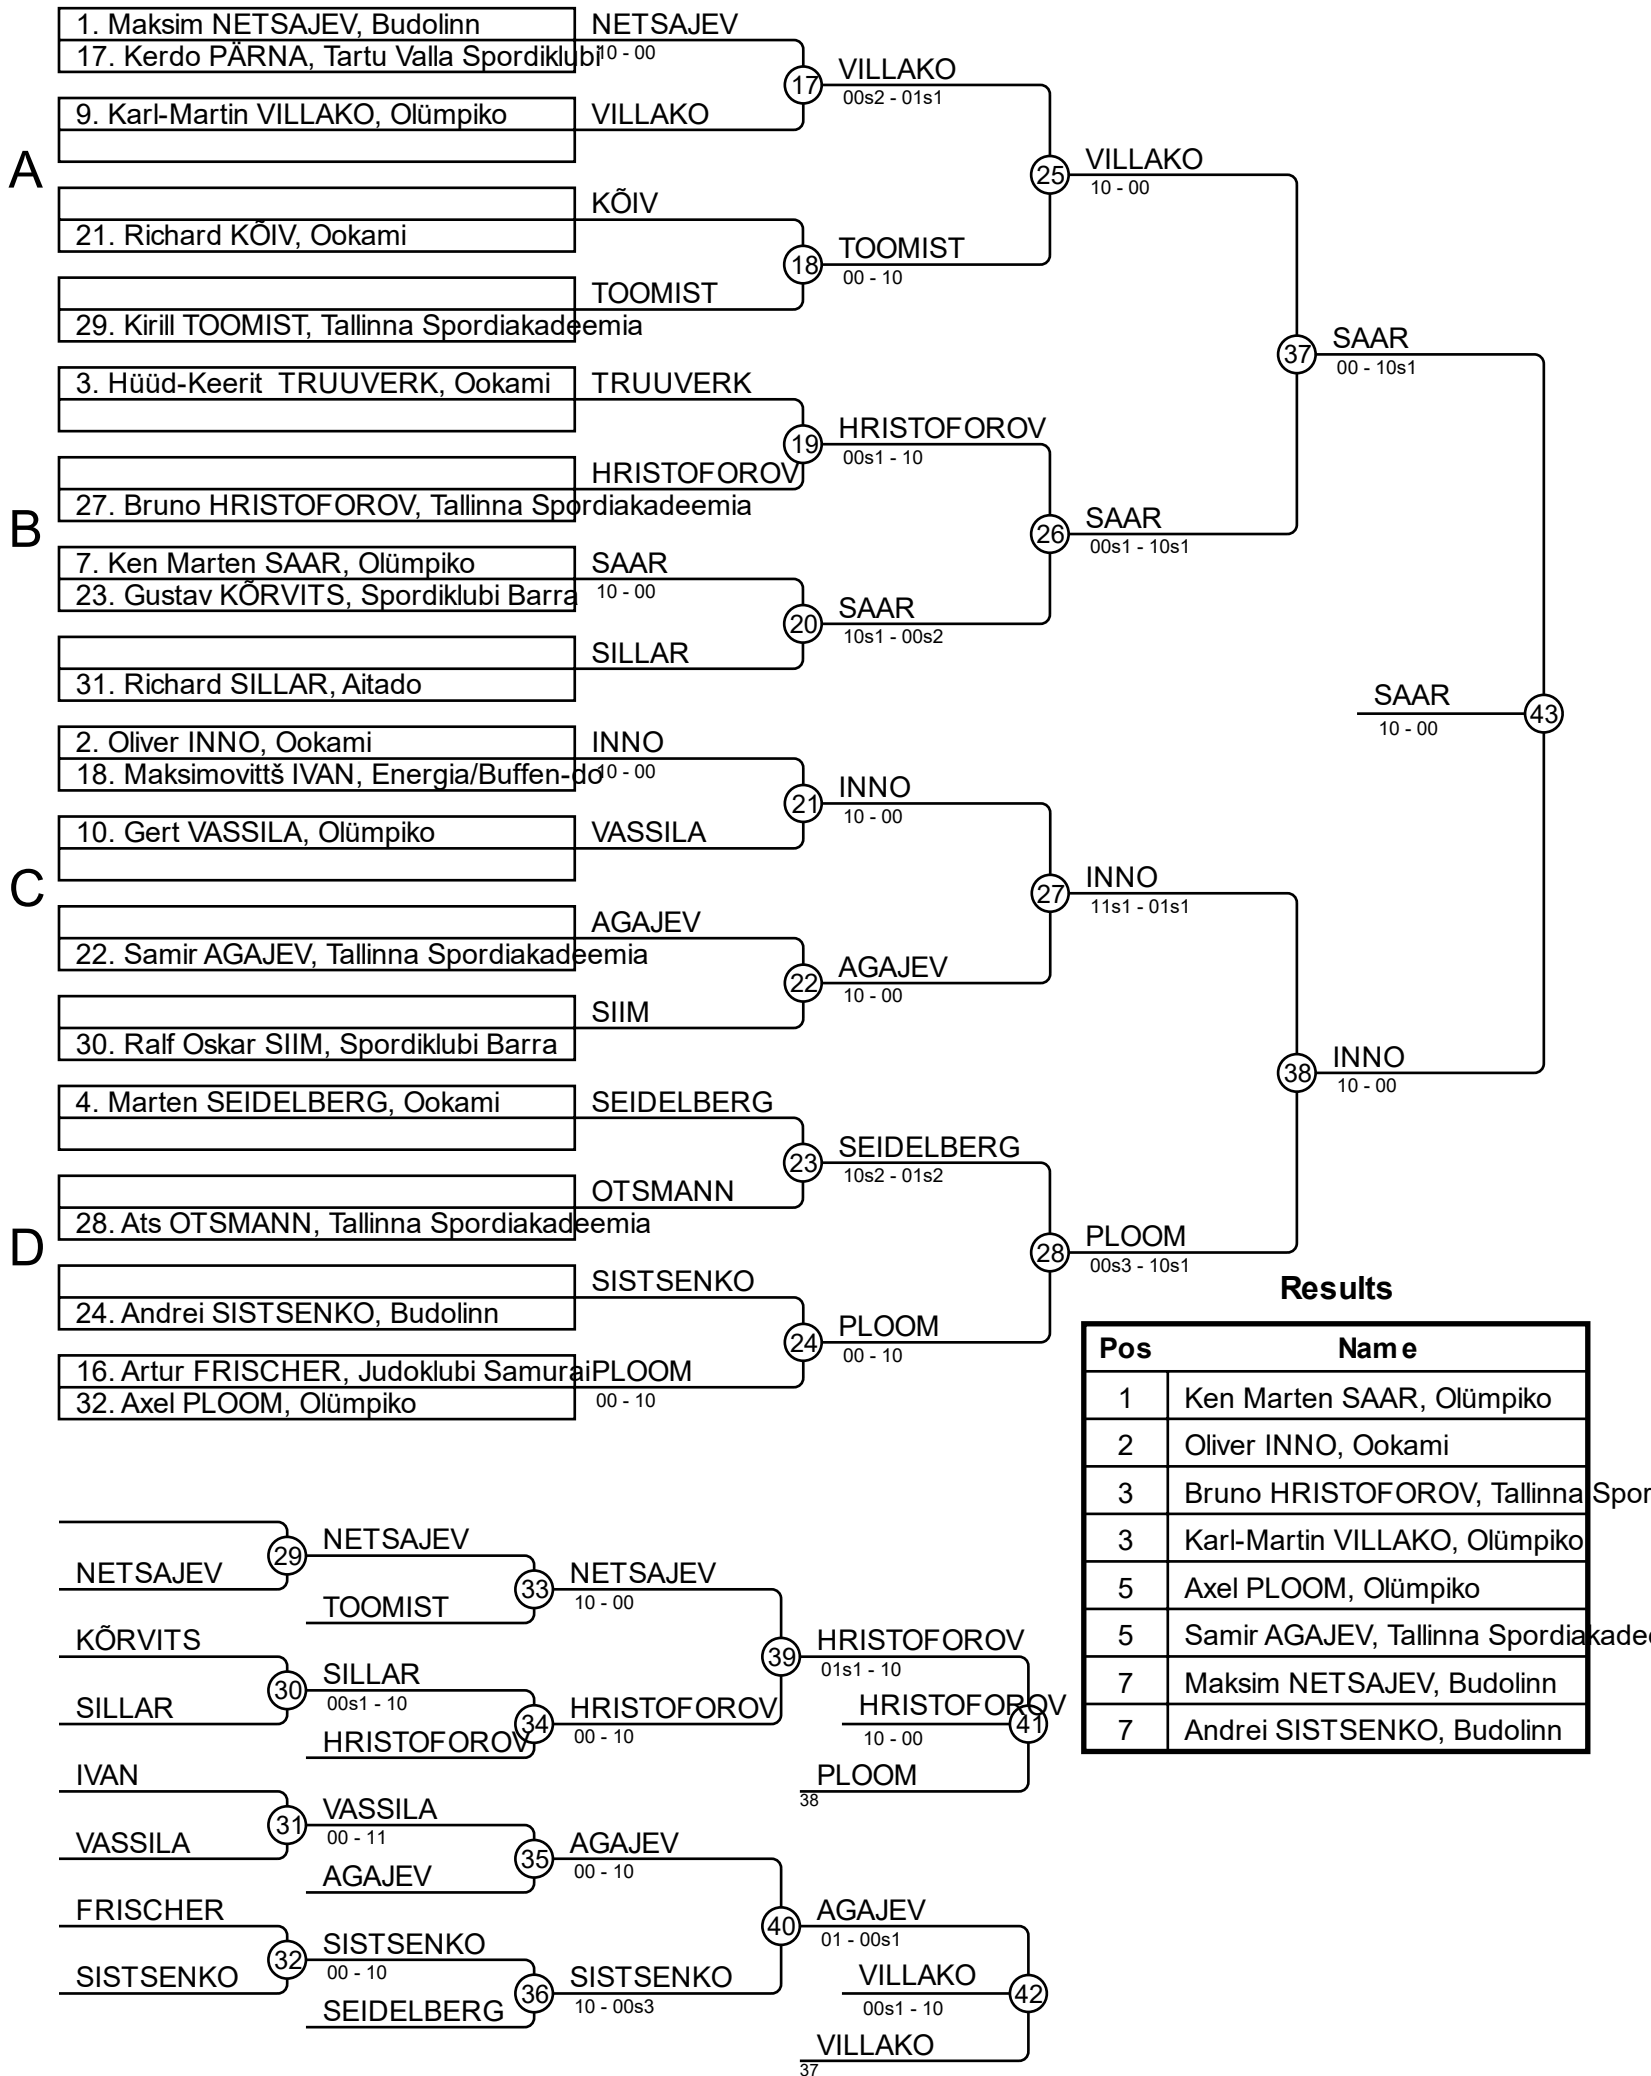 1. Maksim NETSAJEV, Budolinn
NETSAJEV
17. Kerdo PÄRNA, Tartu Valla Spordiklubi
10 - 00
17
VILLAKO
00s2 - 01s1
9. Karl-Martin VILLAKO, Olümpiko
VILLAKO
A
25
VILLAKO
10 - 00
KÕIV
21. Richard KÕIV, Ookami
18
TOOMIST
00 - 10
TOOMIST
29. Kirill TOOMIST, Tallinna Spordiakadeemia
37
SAAR
00 - 10s1
3. Hüüd-Keerit  TRUUVERK, Ookami
TRUUVERK
19
HRISTOFOROV
00s1 - 10
HRISTOFOROV
27. Bruno HRISTOFOROV, Tallinna Spordiakadeemia
B
26
SAAR
00s1 - 10s1
7. Ken Marten SAAR, Olümpiko
SAAR
23. Gustav KÕRVITS, Spordiklubi Barra
10 - 00
20
SAAR
10s1 - 00s2
SILLAR
31. Richard SILLAR, Aitado
SAAR
10 - 00
43
2. Oliver INNO, Ookami
INNO
18. Maksimovittš IVAN, Energia/Buffen-do
10 - 00
21
INNO
10 - 00
10. Gert VASSILA, Olümpiko
VASSILA
C
27
INNO
11s1 - 01s1
AGAJEV
22. Samir AGAJEV, Tallinna Spordiakadeemia
22
AGAJEV
10 - 00
SIIM
30. Ralf Oskar SIIM, Spordiklubi Barra
38
INNO
10 - 00
4. Marten SEIDELBERG, Ookami
SEIDELBERG
23
SEIDELBERG
10s2 - 01s2
OTSMANN
28. Ats OTSMANN, Tallinna Spordiakadeemia
D
28
PLOOM
00s3 - 10s1
SISTSENKO
24. Andrei SISTSENKO, Budolinn
24
PLOOM
00 - 10
16. Artur FRISCHER, Judoklubi Samurai
PLOOM
32. Axel PLOOM, Olümpiko
00 - 10
Results
Pos Name
1 Ken Marten SAAR, Olümpiko
2 Oliver INNO, Ookami
3 Bruno HRISTOFOROV, Tallinna Spor
3 Karl-Martin VILLAKO, Olümpiko
5 Axel PLOOM, Olümpiko
5 Samir AGAJEV, Tallinna Spordiakade
7 Maksim NETSAJEV, Budolinn
7 Andrei SISTSENKO, Budolinn
29
NETSAJEV
NETSAJEV
33
NETSAJEV
10 - 00
TOOMIST
KÕRVITS
39
HRISTOFOROV
01s1 - 10
30
SILLAR
00s1 - 10
SILLAR
34
HRISTOFOROV
00 - 10
HRISTOFOROV
HRISTOFOROV
10 - 00
41
IVAN
PLOOM
38
31
VASSILA
00 - 11
VASSILA
35
AGAJEV
00 - 10
AGAJEV
FRISCHER
40
AGAJEV
01 - 00s1
32
SISTSENKO
00 - 10
SISTSENKO
36
SISTSENKO
10 - 00s3
SEIDELBERG
VILLAKO
00s1 - 10
42
VILLAKO
37